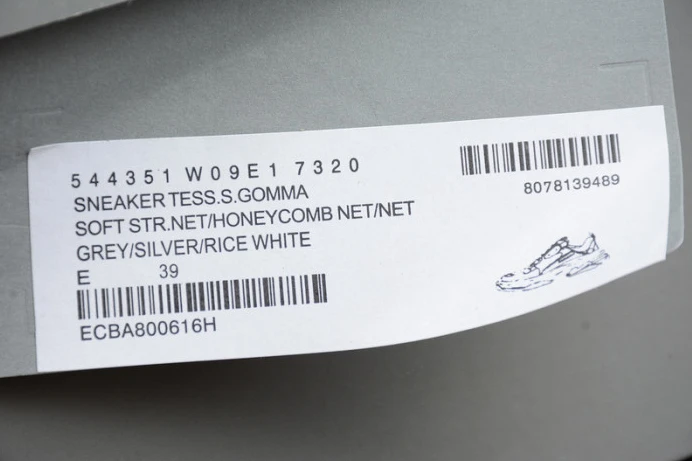 544351 W09E1 7320
SNEAKER TESS.S.GOMMA
SOFT STR.NET/HONEYCOMB NET/NET
GREY/SILVER/RICE WHITE
E 39
ECBA800616H
8078139489